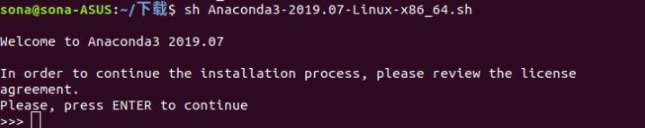 sona@sona-ASUS:~/下载$ sh Anaconda3-2019.07-Linux-x86_64.sh
Welcome to Anaconda3 2019.07
In order to continue the installation process, please review the license
agreement.
Please, press ENTER to continue
>>>